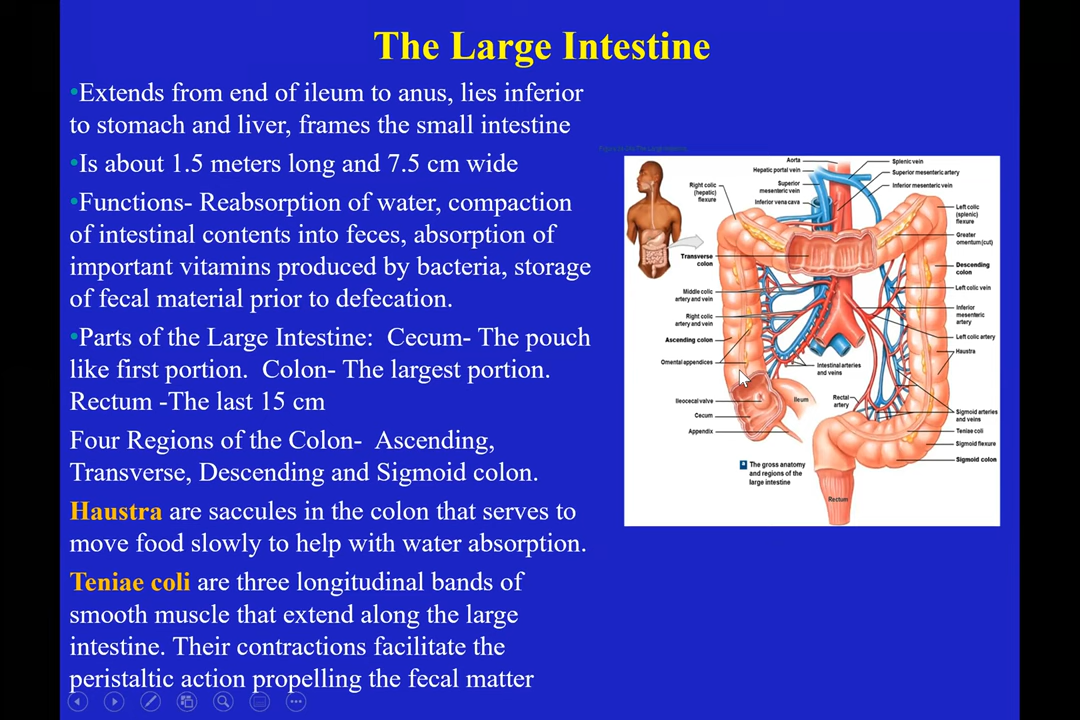 The Large Intestine
•Extends from end of ileum to anus, lies inferior
to stomach and liver, frames the small intestine
•Is about 1.5 meters long and 7.5 cm wide
•Functions- Reabsorption of water, compaction
of intestinal contents into feces, absorption of
important vitamins produced by bacteria, storage
of fecal material prior to defecation.
•Parts of the Large Intestine:  Cecum- The pouch
like first portion.  Colon- The largest portion.
Rectum -The last 15 cm
Four Regions of the Colon-  Ascending,
Transverse, Descending and Sigmoid colon.
Haustra are saccules in the colon that serves to
move food slowly to help with water absorption.
Teniae coli are three longitudinal bands of
smooth muscle that extend along the large
intestine. Their contractions facilitate the
peristaltic action propelling the fecal matter
Aorta
Hepatic portal vein
Superior
mesenteric vein
Inferior vena cava
Right colic
(hepatic)
flexure
Transverse
colon
Middle colic
artery and vein
Right colic
artery and vein
Ascending colon
Omental appendices
Ileocecal valve
Cecum
Appendix
Splenic vein
Superior mesenteric artery
Inferior mesenteric vein
Left colic
(splenic)
flexure
Greater
omentum (cut)
Descending
colon
Left colic vein
Inferior
mesenteric
artery
Left colic artery
Haustra
Intestinal arteries
and veins
Ileum
Rectal
artery
Sigmoid arteries
and veins
Teniae coli
Sigmoid flexure
Sigmoid colon
Rectum
a The gross anatomy
and regions of the
large intestine